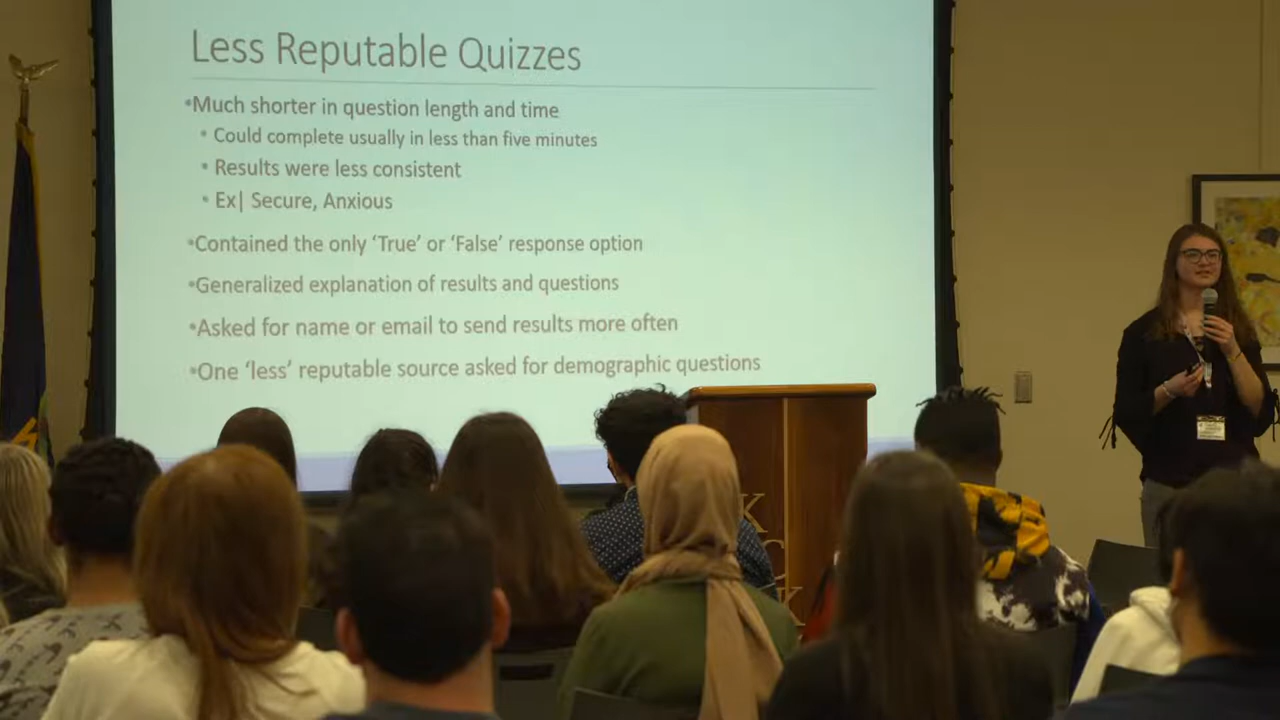 Less Reputable Quizzes
•Much shorter in question length and time
• Could complete usually in less than five minutes
• Results were less consistent
• Ex| Secure, Anxious
•Contained the only ‘True’ or ‘False’ response option
•Generalized explanation of results and questions
•Asked for name or email to send results more often
•One ‘less’ reputable source asked for demographic questions